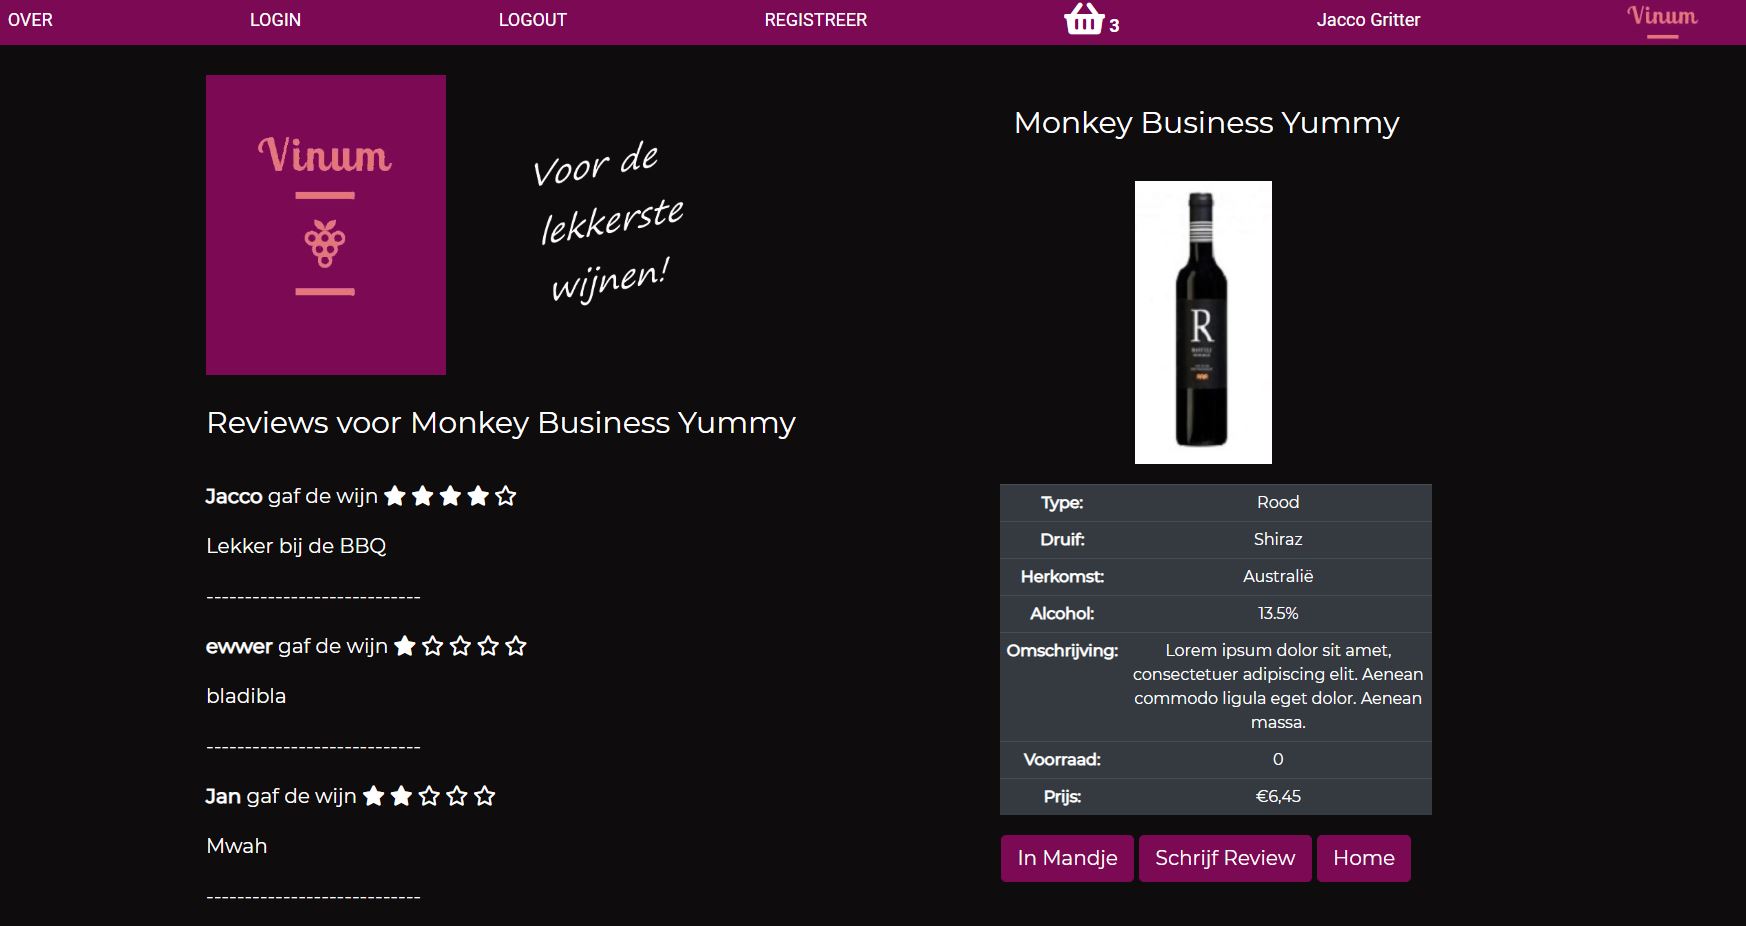 OVER
LOGIN
LOGOUT
REGISTREER
3
Jacco Gritter
Vinum
Vinum
Voor de
lekkerste
wijnen!
Reviews voor Monkey Business Yummy
Jacco gaf de wijn
Lekker bij de BBQ
----------------------------
ewwer gaf de wijn
bladibla
----------------------------
Jan gaf de wijn
Mwah
----------------------------
Monkey Business Yummy
R
Type: Rood
Druif: Shiraz
Herkomst: Australië
Alcohol: 13.5%
Omschrijving: Lorem ipsum dolor sit amet,
consectetuer adipiscing elit. Aenean
commodo ligula eget dolor. Aenean
massa.
Voorraad: 0
Prijs: €6,45
In Mandje
Schrijf Review
Home